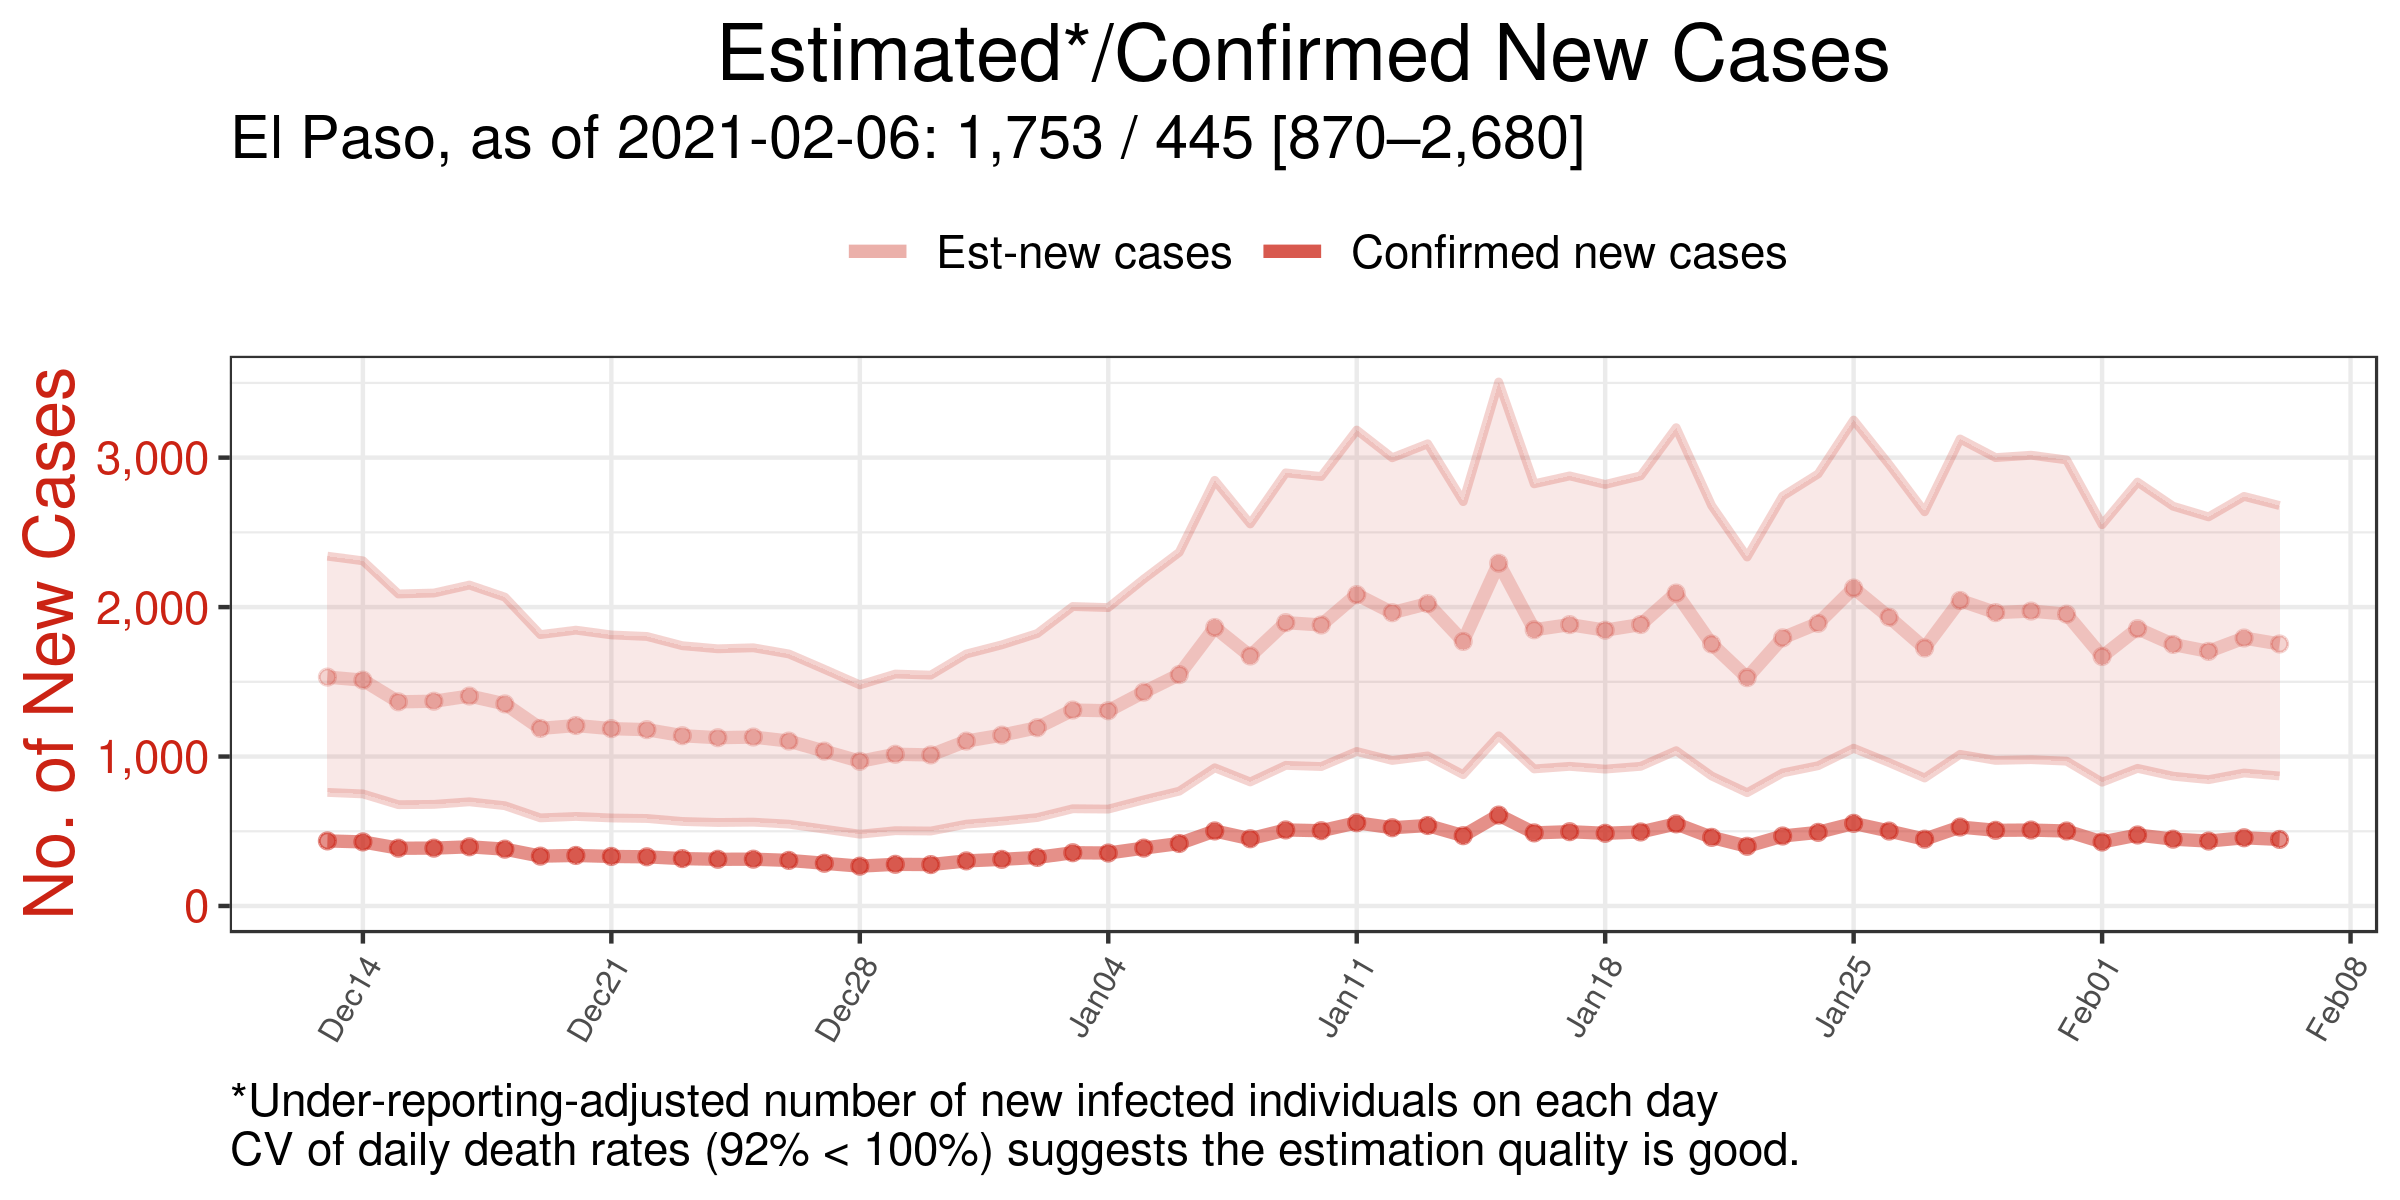 Estimated*/Confirmed New Cases
El Paso, as of 2021-02-06: 1,753 / 445 [870–2,680]
Est-new cases
Confirmed new cases
No. of New Cases
3,000
2,000
1,000
0
Dec14
Dec21
Dec28
Jan04
Jan11
Jan18
Jan25
Feb01
Feb08
*Under-reporting-adjusted number of new infected individuals on each day
CV of daily death rates (92% < 100%) suggests the estimation quality is good.